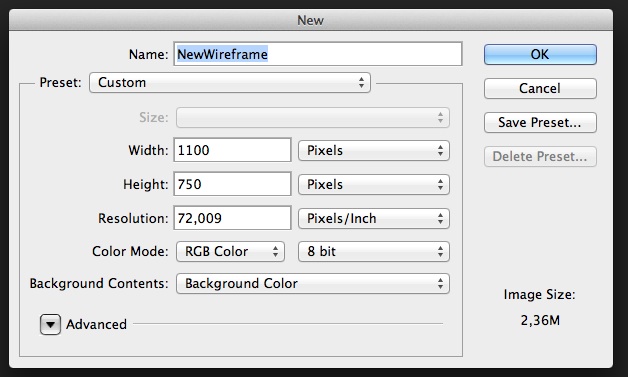 New
Name: NewWireframe
OK
Preset: Custom
Cancel
Size:
Save Preset...
Width: 1100 Pixels
Delete Preset...
Height: 750 Pixels
Resolution: 72,009 Pixels/Inch
Color Mode: RGB Color 8 bit
Background Contents: Background Color
Image Size:
2,36M
Advanced